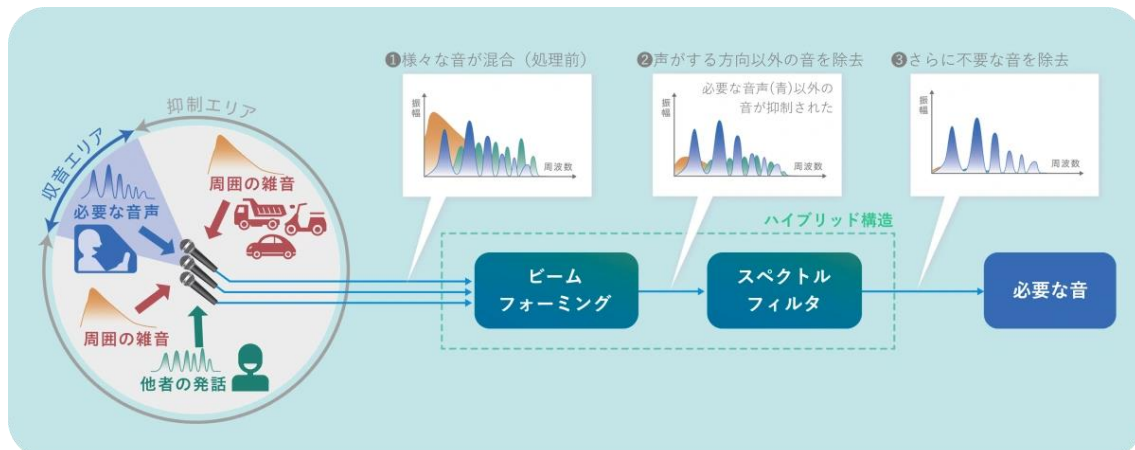 ❶様々な音が混合（処理前）
振幅
周波数
❷声がする方向以外の音を除去
必要な音声(青)以外の
音が抑制された
振幅
周波数
❸さらに不要な音を除去
振幅
周波数
抑制エリア
収音エリア
周囲の雑音
必要な音声
周囲の雑音
他者の発話
ハイブリッド構造
ビーム
フォーミング
スペクトル
フィルタ
必要な音